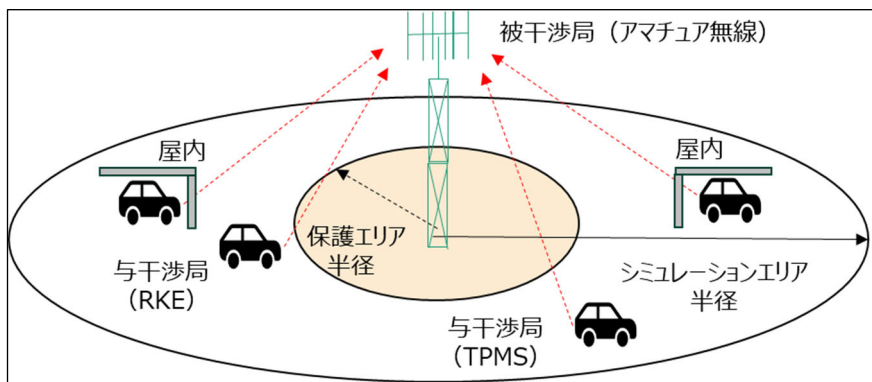 被干渉局（アマチュア無線）
屋内
屋内
保護エリア
半径
与干渉局
（RKE）
シミュレーションエリア
半径
与干渉局
（TPMS）